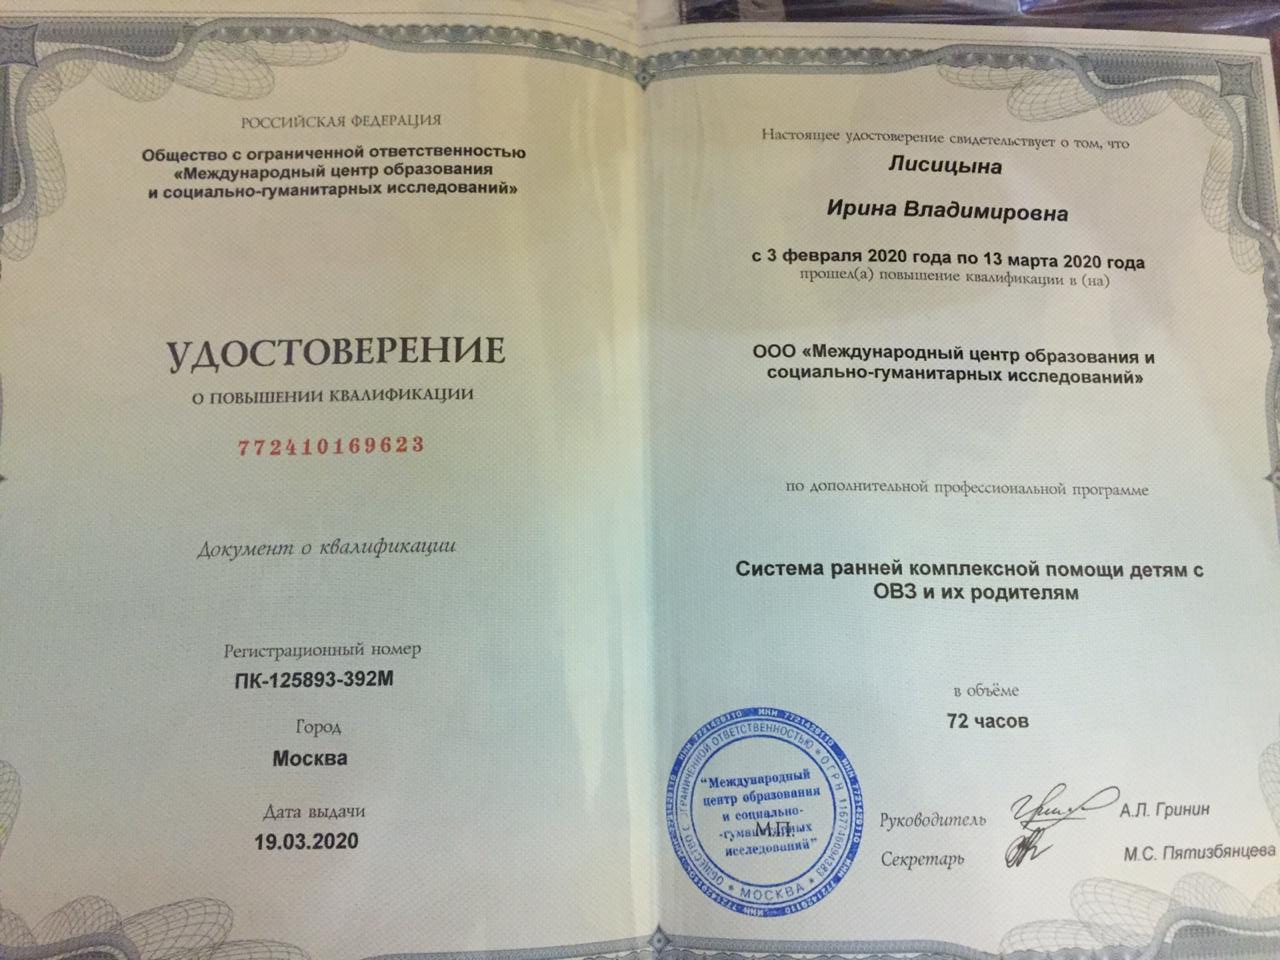 РОССИЙСКАЯ ФЕДЕРАЦИЯ
Общество с ограниченной ответственностью
«Международный центр образования
и социально-гуманитарных исследований»
УДОСТОВЕРЕНИЕ
О ПОВЫШЕНИИ КВАЛИФИКАЦИИ
772410169623
Документ о квалификации
Регистрационный номер
ПК-125893-392М
Город
Москва
Дата выдачи
19.03.2020
Настоящее удостоверение свидетельствует о том, что
Лисицына
Ирина Владимировна
с 3 февраля 2020 года по 13 марта 2020 года
прошел(а) повышение квалификации в (на)
ООО «Международный центр образования и
социально-гуманитарных исследований»
по дополнительной профессиональной программе
Система ранней комплексной помощи детям с
ОВЗ и их родителям
в объёме
72 часов
"Международный
центр образования
и социально-
-гуманитарных
исследований"
М.П.
МОСКВА
Руководитель А.Л. Гринин
Секретарь М.С. Пятизбянцева